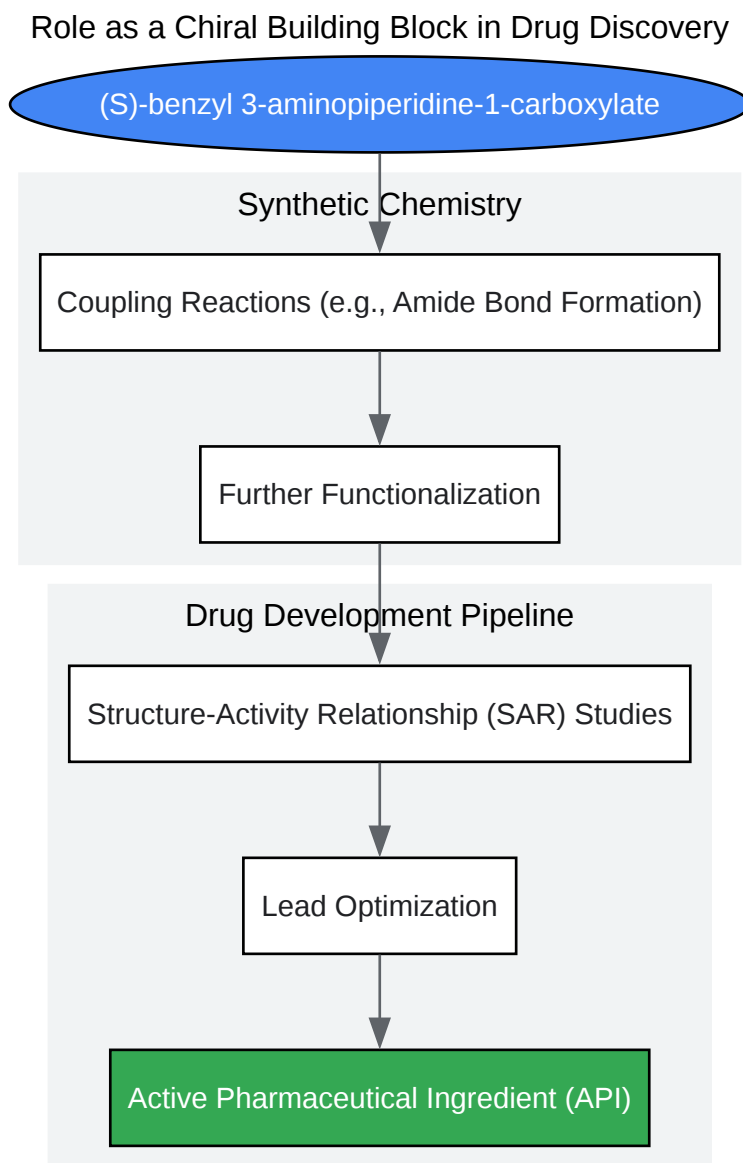 Role as a Chiral Building Block in Drug Discovery
(S)-benzyl 3-aminopiperidine-1-carboxylate
Synthetic Chemistry
Coupling Reactions (e.g., Amide Bond Formation)
Further Functionalization
Drug Development Pipeline
Structure-Activity Relationship (SAR) Studies
Lead Optimization
Active Pharmaceutical Ingredient (API)